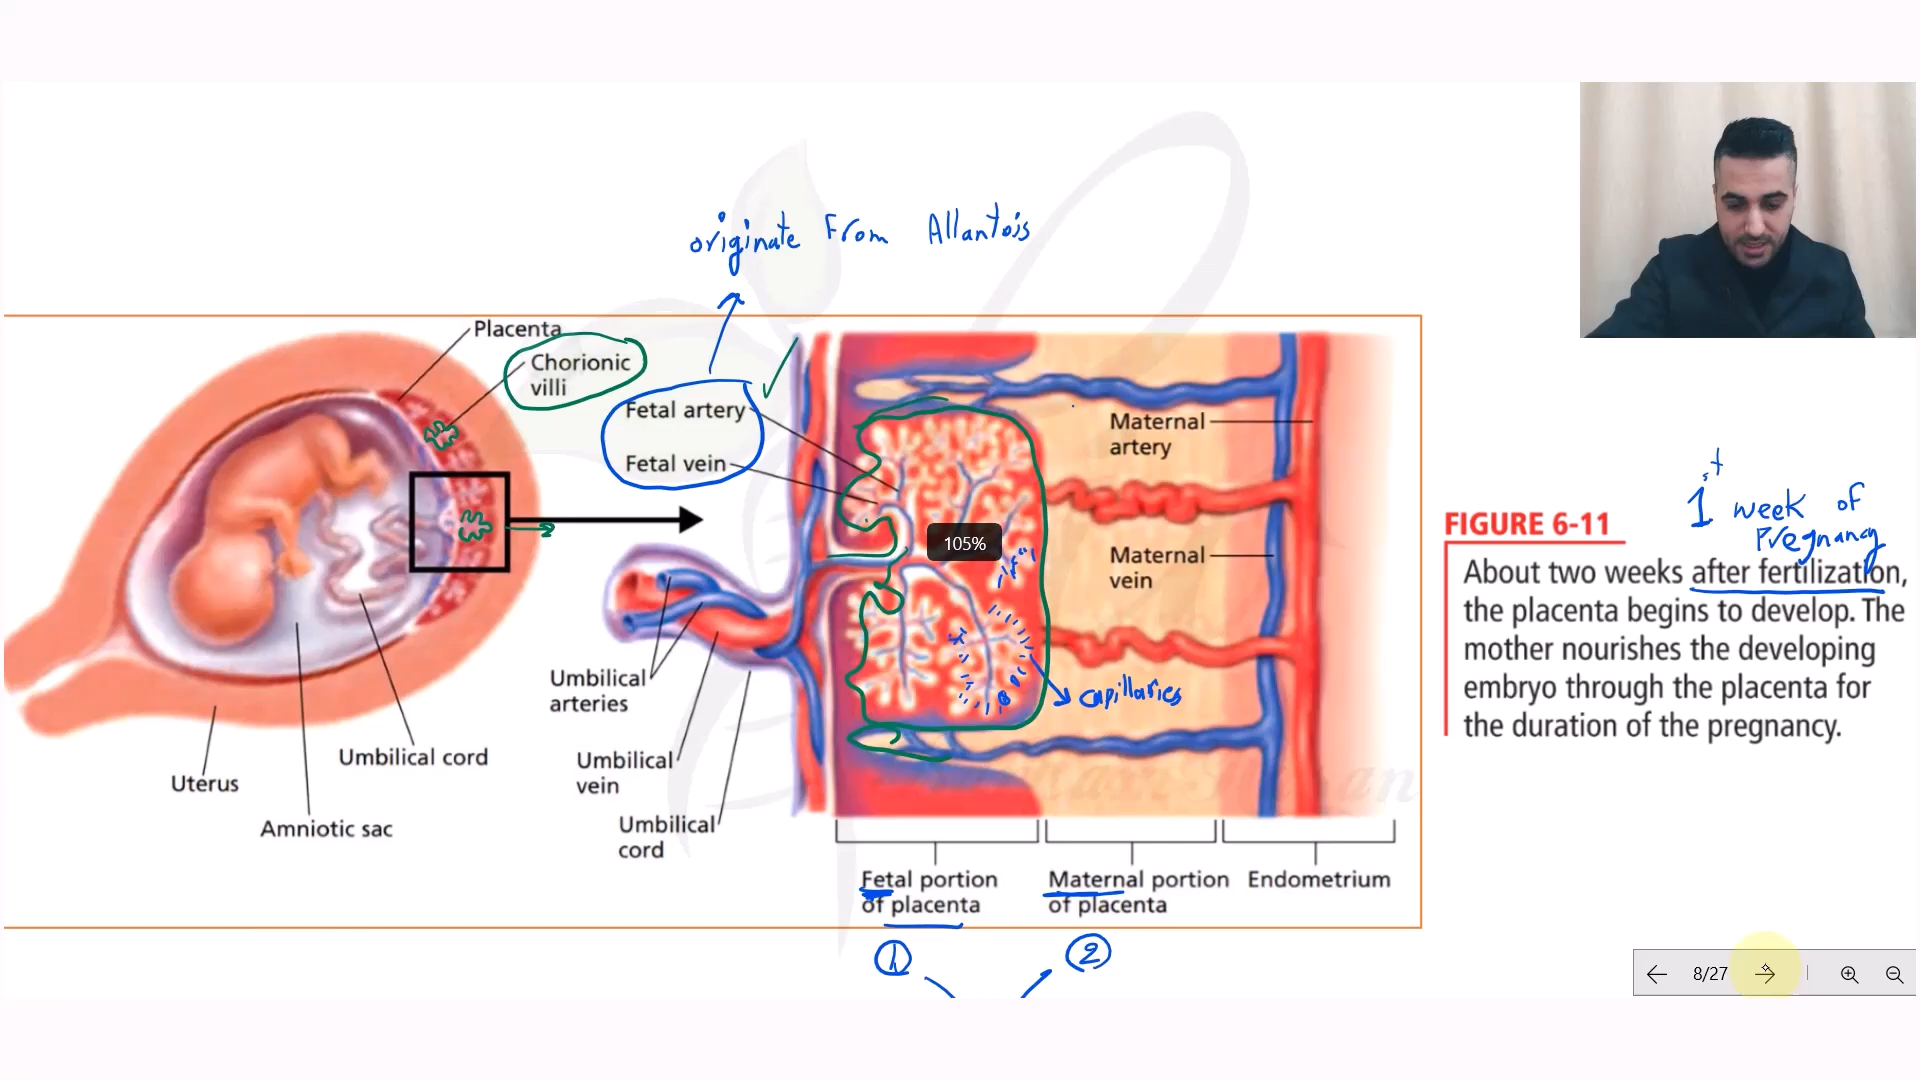 originate From Allantois
Placenta
Chorionic
villi
Fetal artery
Fetal vein
Maternal
artery
Maternal
vein
105%
capillaries
Umbilical
arteries
Umbilical
vein
Umbilical
cord
Umbilical cord
Uterus
Amniotic sac
Fetal portion
of placenta
Maternal portion
of placenta
Endometrium
1
2
1st week of
Pregnancy
FIGURE 6-11
About two weeks after fertilization,
the placenta begins to develop. The
mother nourishes the developing
embryo through the placenta for
the duration of the pregnancy.
8/27